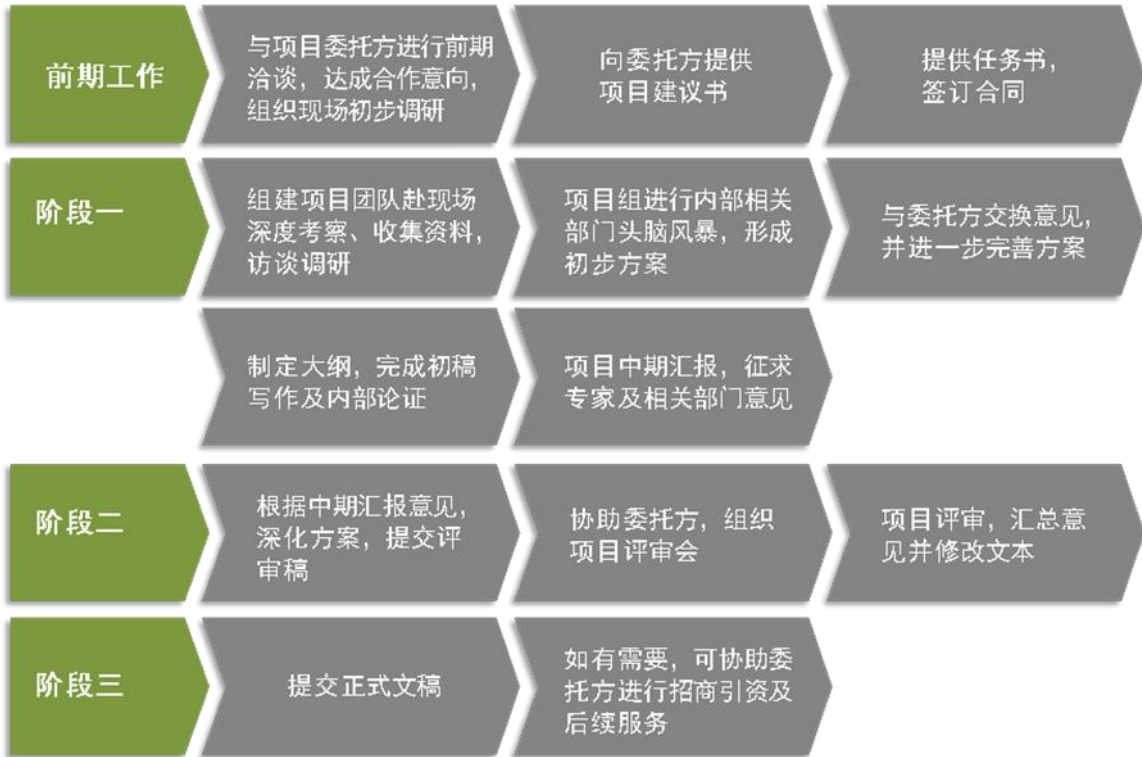 前期工作
与项目委托方进行前期
洽谈，达成合作意向，
组织现场初步调研
向委托方提供
项目建议书
提供任务书，
签订合同
阶段一
组建项目团队赴现场
深度考察、收集资料，
访谈调研
项目组进行内部相关
部门头脑风暴，形成
初步方案
与委托方交换意见，
并进一步完善方案
制定大纲，完成初稿
写作及内部论证
项目中期汇报，征求
专家及相关部门意见
阶段二
根据中期汇报意见，
深化方案，提交评
审稿
协助委托方，组织
项目评审会
项目评审，汇总意
见并修改文本
阶段三
提交正式文稿
如有需要，可协助委
托方进行招商引资及
后续服务